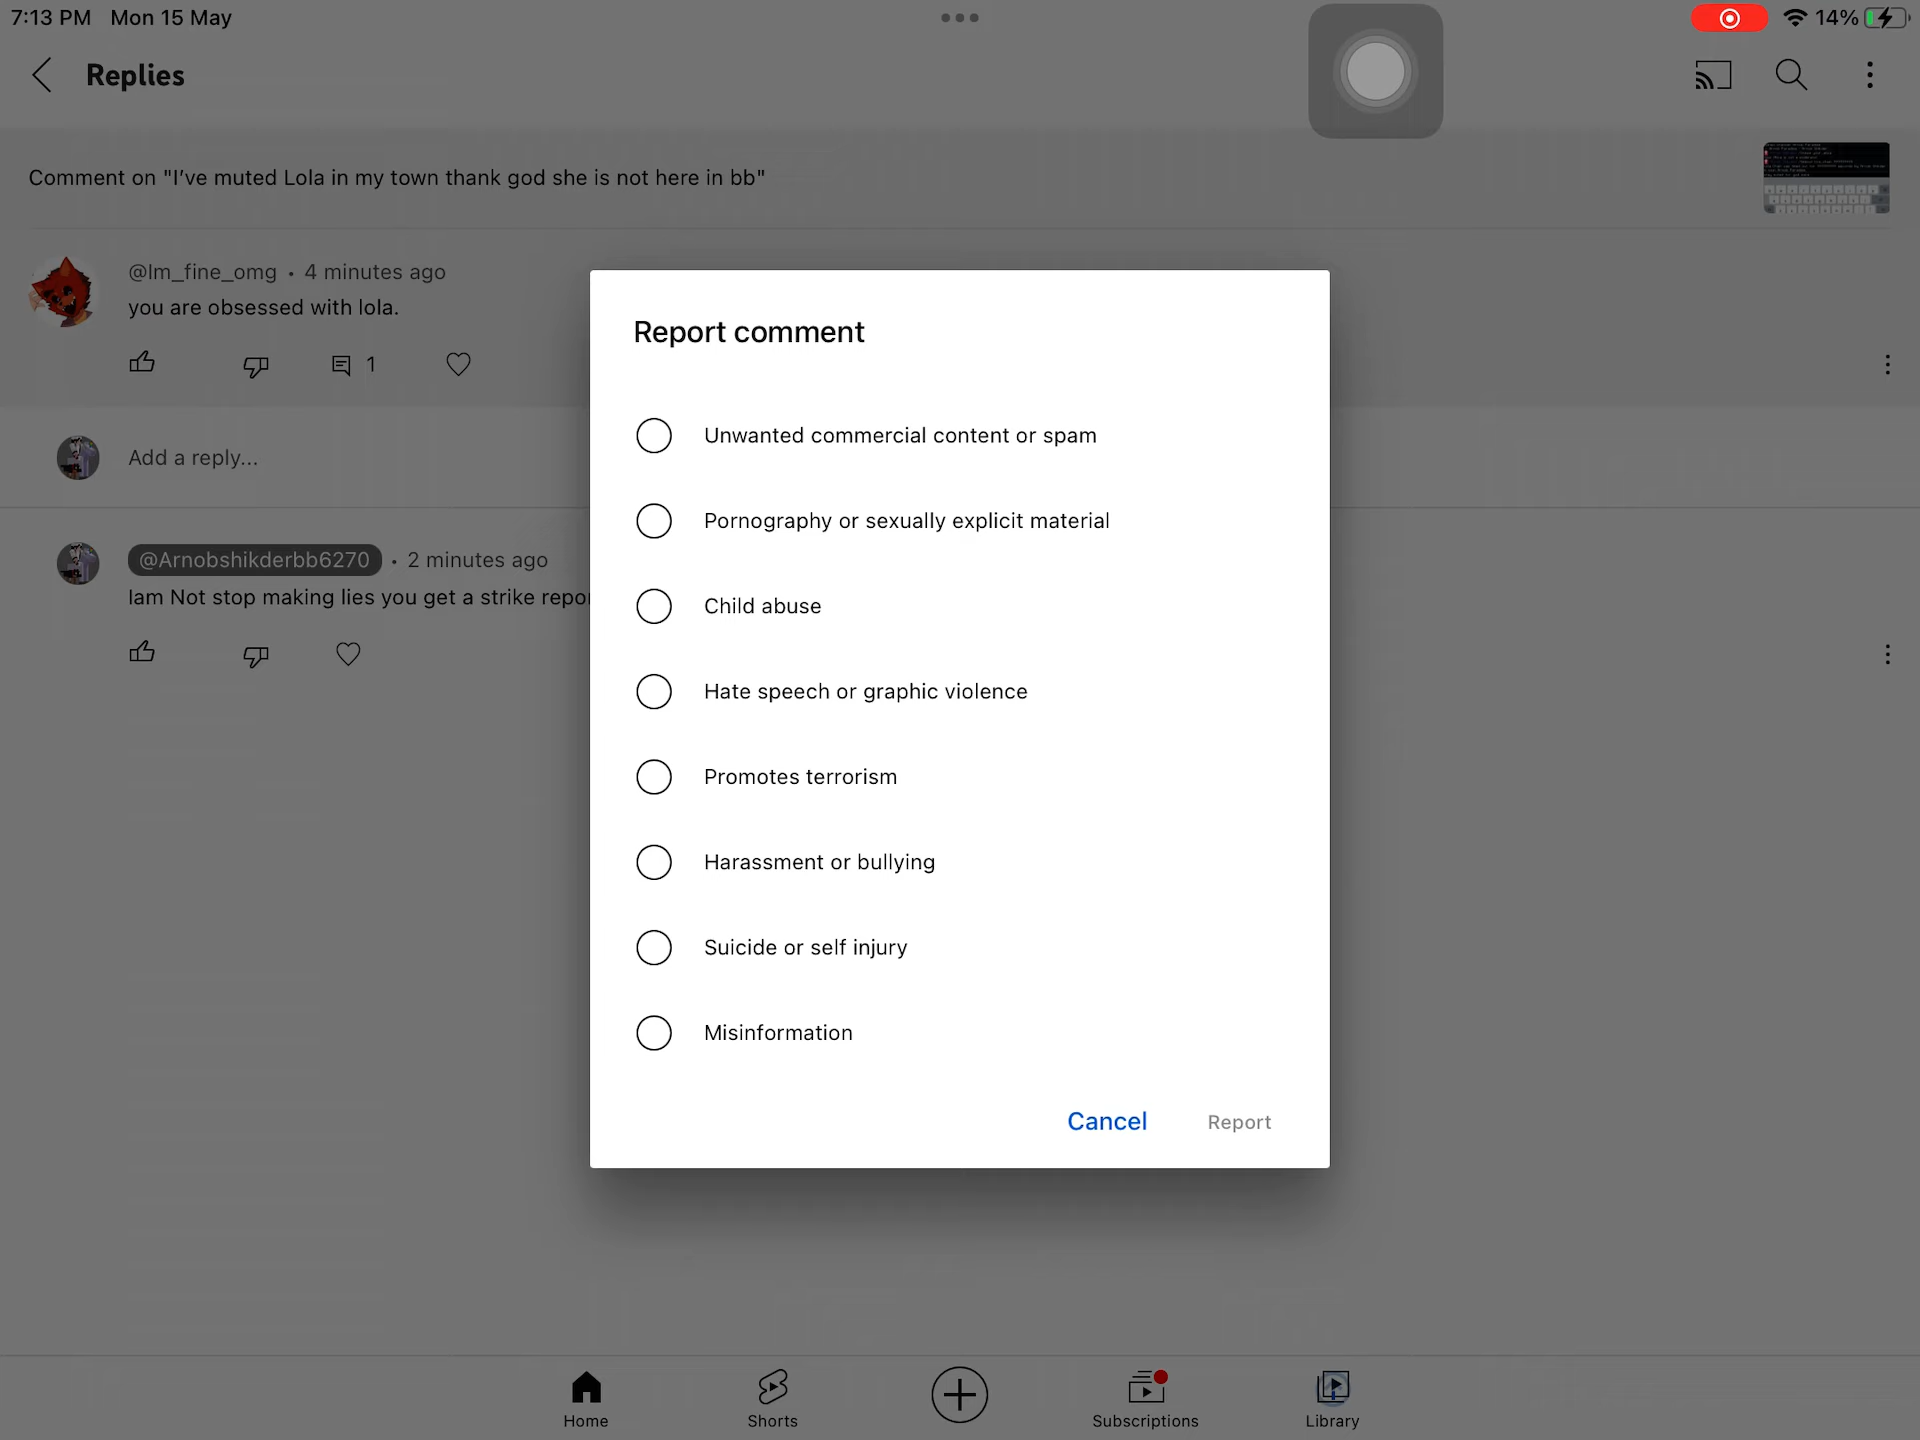 7:13 PM Mon 15 May
14%
Replies
Comment on "I've muted Lola in my town thank god she is not here in bb"
@Im_fine_omg • 4 minutes ago
you are obsessed with lola.
1
Add a reply...
@Arnobshikderbb6270 • 2 minutes ago
Iam Not stop making lies you get a strike repo
Report comment
Unwanted commercial content or spam
Pornography or sexually explicit material
Child abuse
Hate speech or graphic violence
Promotes terrorism
Harassment or bullying
Suicide or self injury
Misinformation
Cancel Report
Home Shorts Subscriptions Library